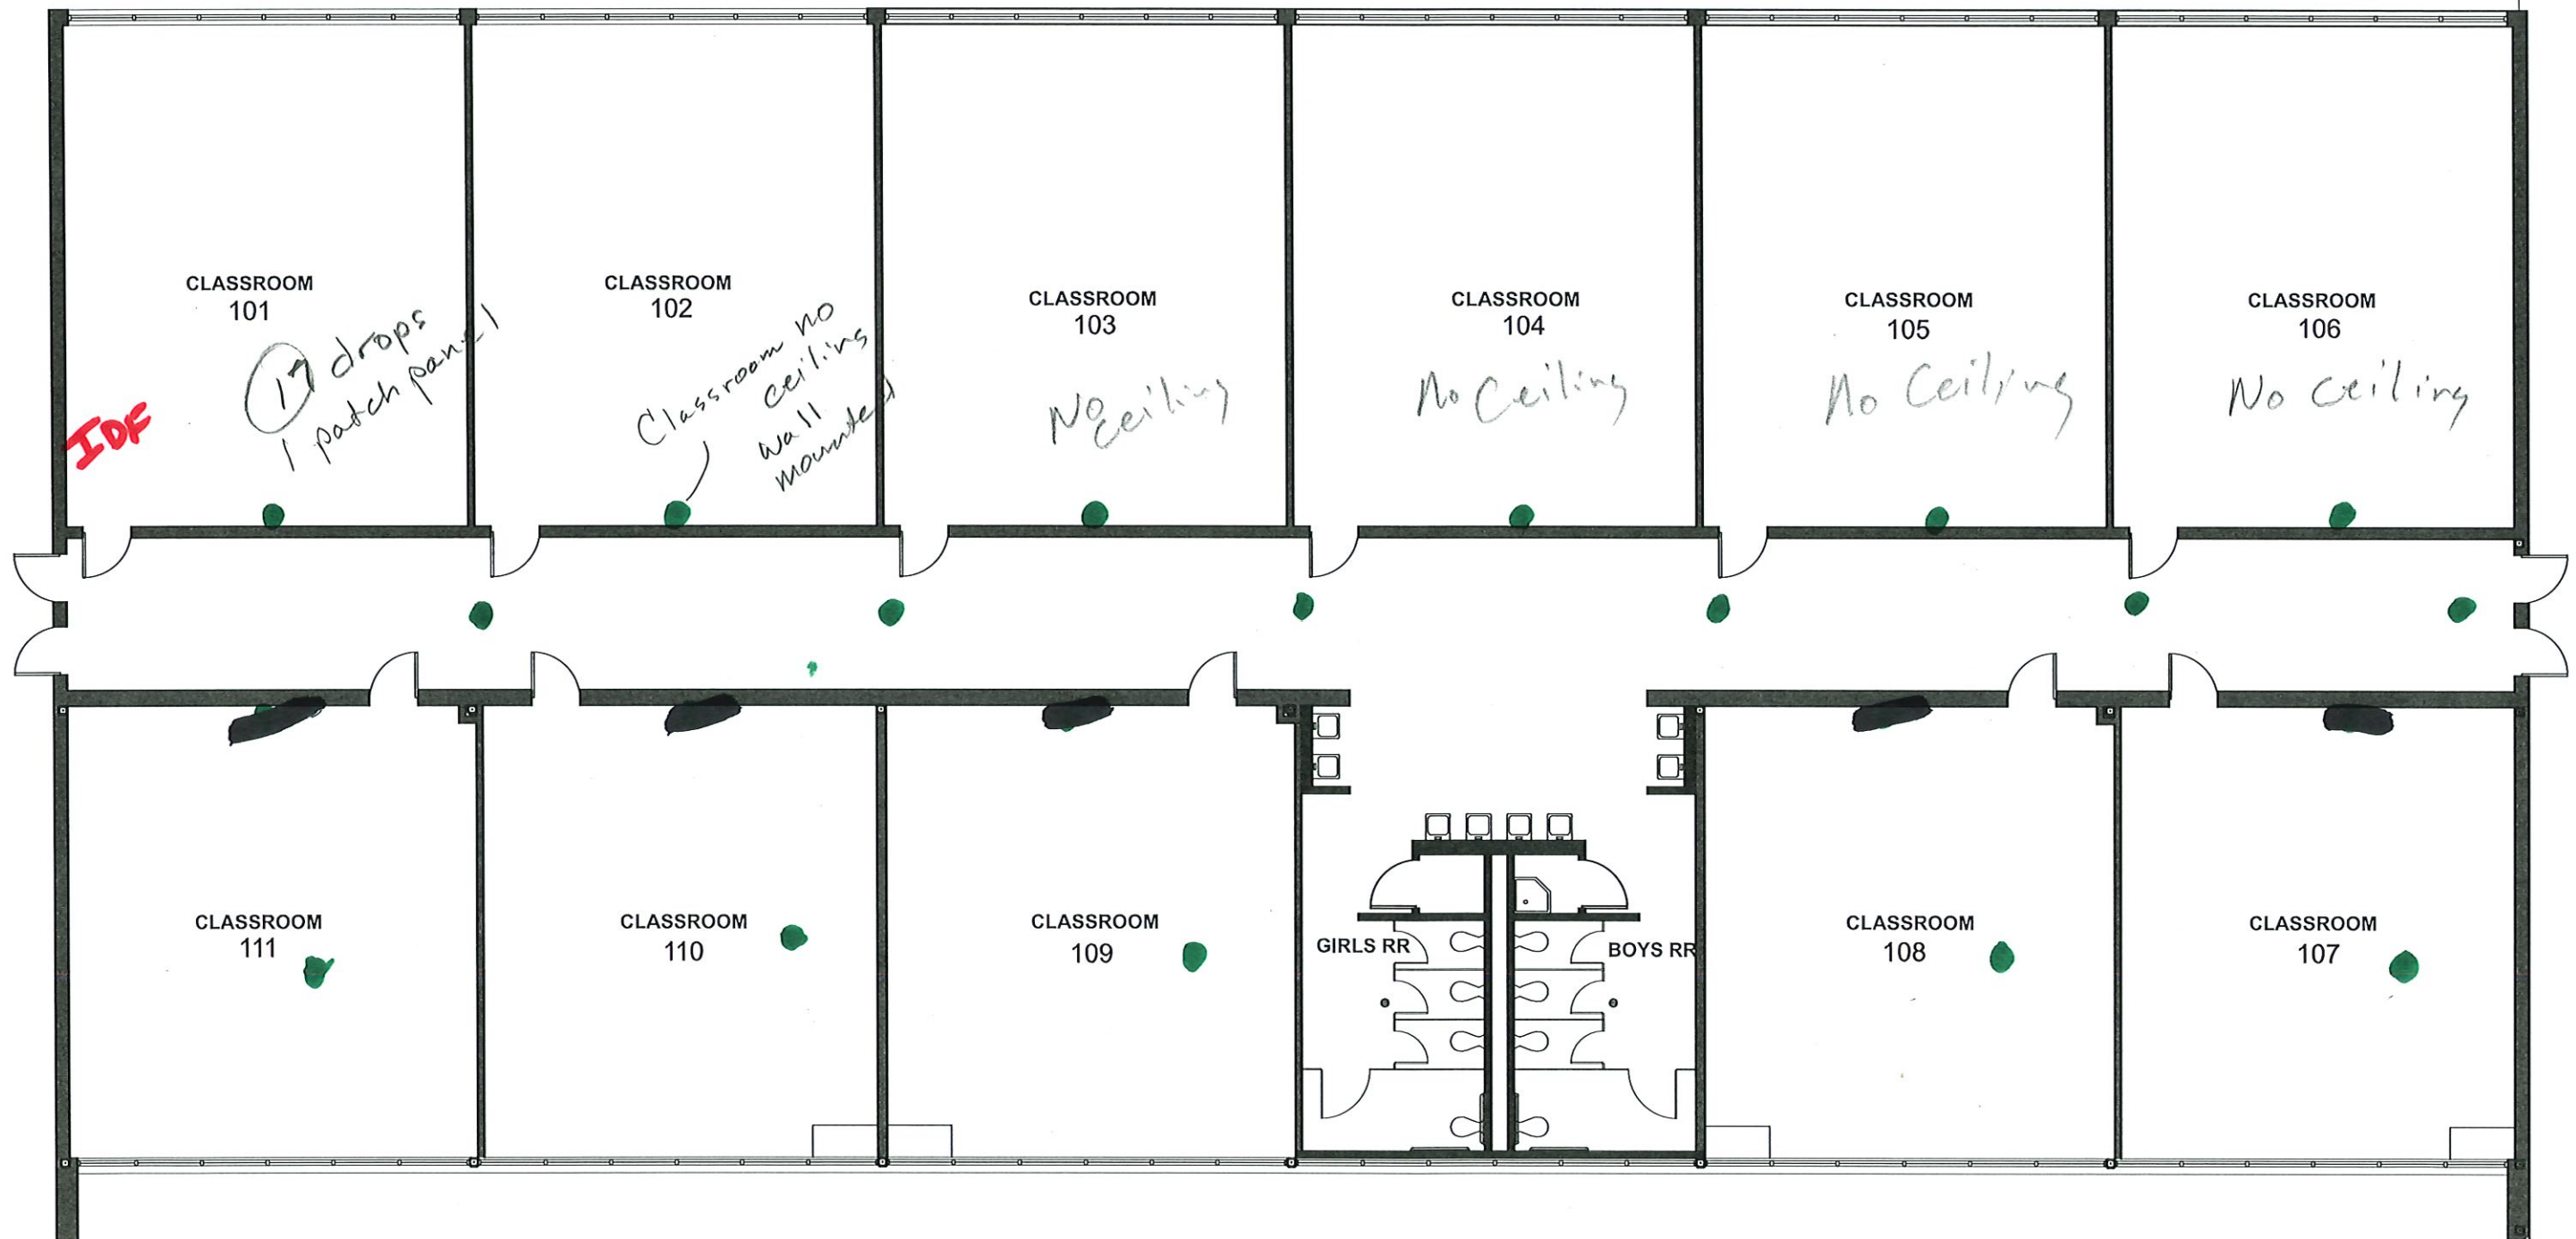 CLASSROOM
101
17 drops
1 patch panel
IDF
CLASSROOM
102
Classroom no
ceiling
wall
mounted
CLASSROOM
103
No
ceiling
CLASSROOM
104
No Ceiling
CLASSROOM
105
No Ceiling
CLASSROOM
106
No ceiling
CLASSROOM
111
CLASSROOM
110
CLASSROOM
109
GIRLS RR
BOYS RR
CLASSROOM
108
CLASSROOM
107